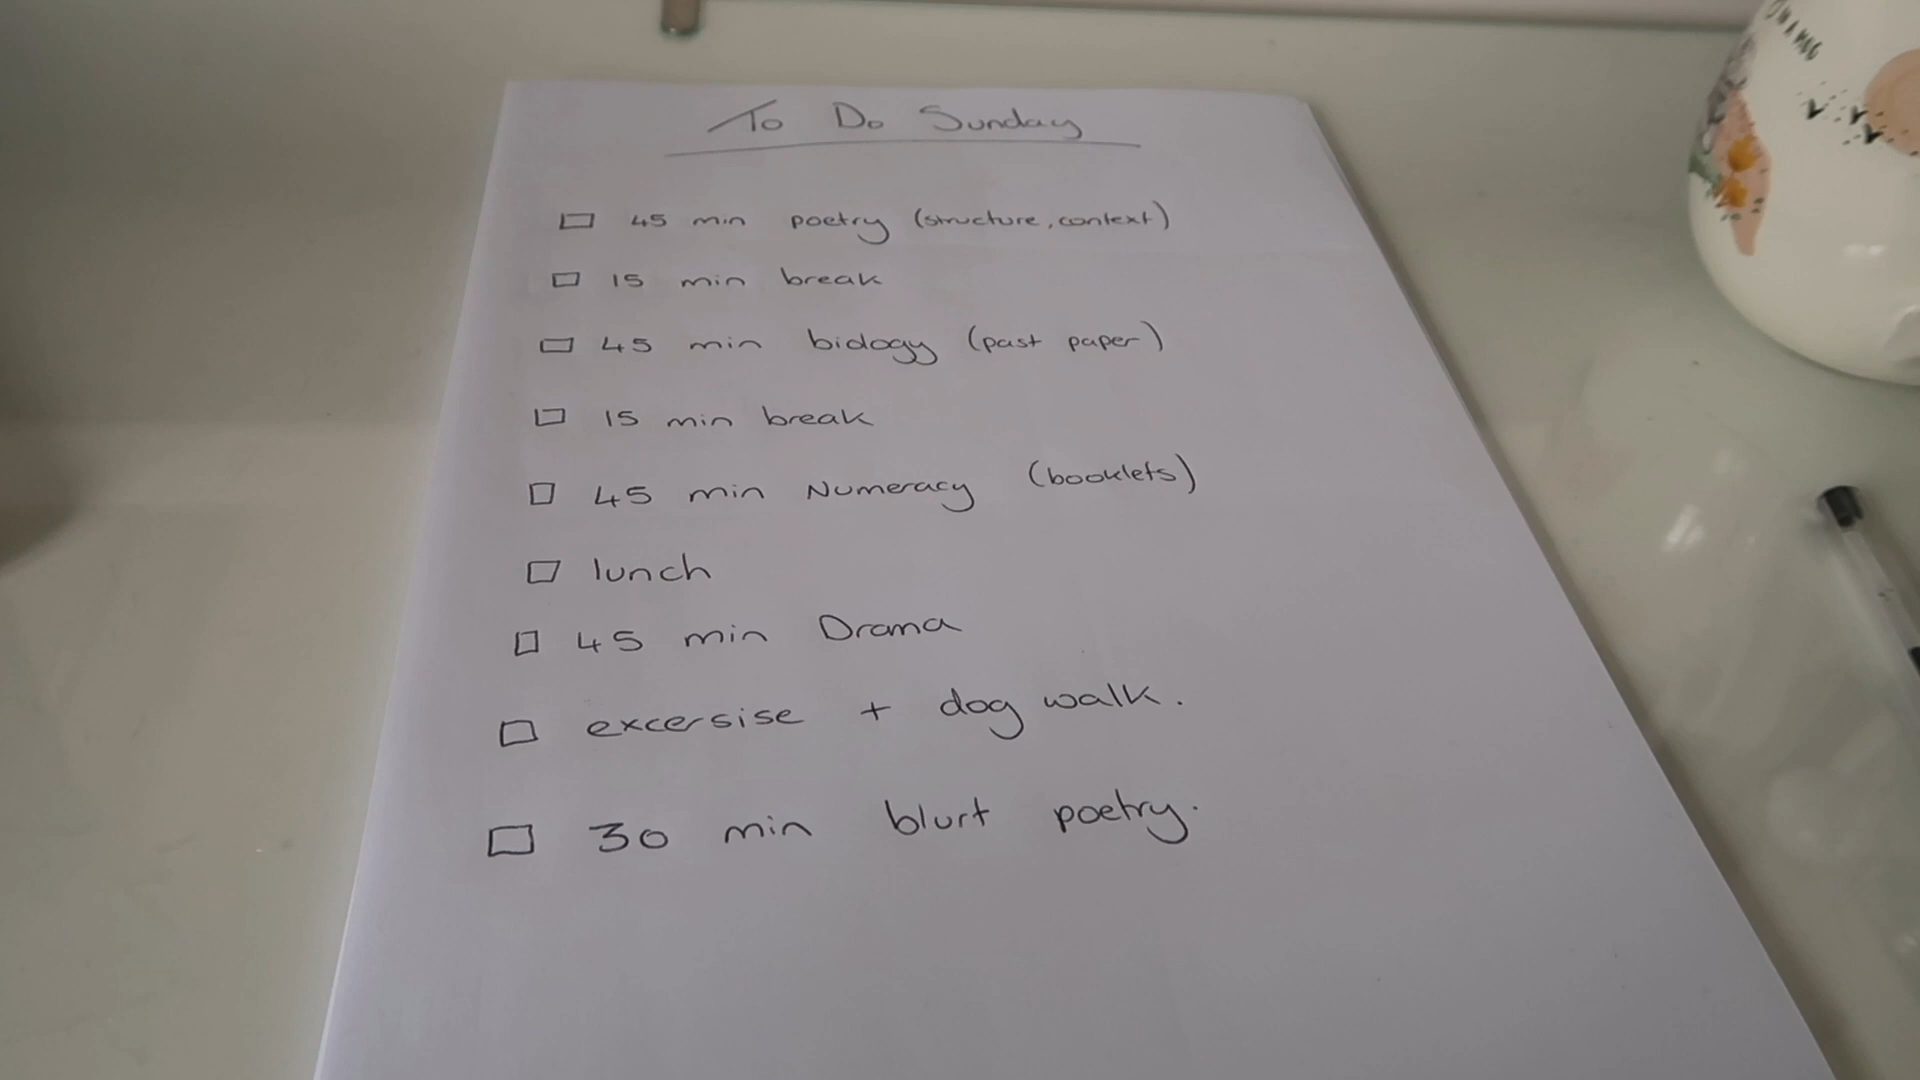 To Do Sunday
45 min poetry (structure, context)
15 min break
45 min biology (past paper)
15 min break
45 min Numeracy (booklets)
lunch
45 min Drama
excersise + dog walk.
30 min blurt poetry.